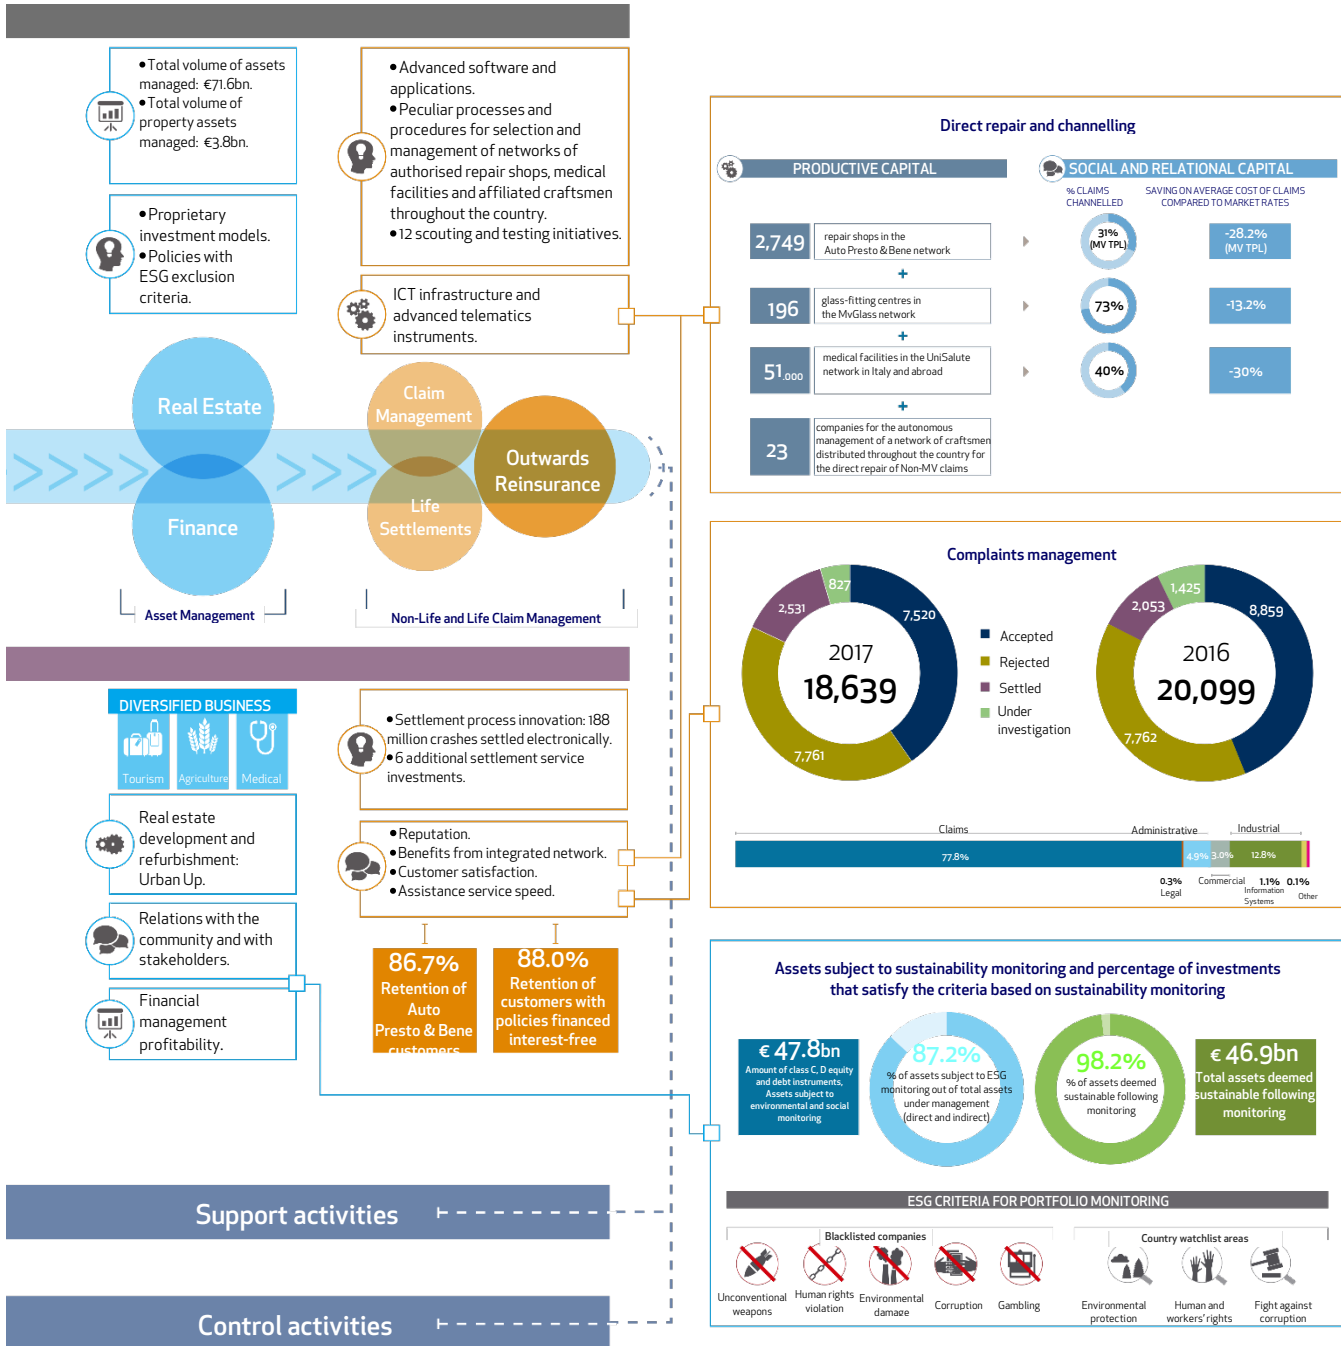 •Total volume of assets
managed: €71.6bn.
•Total volume of
property assets
managed: €3.8bn.
•Proprietary
investment models.
•Policies with
ESG exclusion
criteria.
•Advanced software and
applications.
•Peculiar processes and
procedures for selection and
management of networks of
authorised repair shops, medical
facilities and affiliated craftsmen
throughout the country.
•12 scouting and testing initiatives.
ICT infrastructure and
advanced telematics
instruments.
Real Estate
Finance
Claim
Management
Life
Settlements
Outwards
Reinsurance
Asset Management
Non-Life and Life Claim Management
DIVERSIFIED BUSINESS
Tourism
Agriculture
Medical
Real estate
development and
refurbishment:
Urban Up.
Relations with the
community and with
stakeholders.
Financial
management
profitability.
•Settlement process innovation: 188
million crashes settled electronically.
•6 additional settlement service
investments.
•Reputation.
•Benefits from integrated network.
•Customer satisfaction.
•Assistance service speed.
86.7%
Retention of
Auto
Presto & Bene
customers
88.0%
Retention of
customers with
policies financed
interest-free
Support activities
Control activities
Direct repair and channelling
PRODUCTIVE CAPITAL
SOCIAL AND RELATIONAL CAPITAL
% CLAIMS
CHANNELLED
SAVING ON AVERAGE COST OF CLAIMS
COMPARED TO MARKET RATES
2,749
repair shops in the
Auto Presto & Bene network
31%
(MV TPL)
-28.2%
(MV TPL)
+
196
glass-fitting centres in
the MvGlass network
73%
-13.2%
+
51.000
medical facilities in the UniSalute
network in Italy and abroad
40%
-30%
+
23
companies for the autonomous
management of a network of craftsmen
distributed throughout the country for
the direct repair of Non-MV claims
Complaints management
827
2,531
7,520
7,761
2017
18,639
Accepted
Rejected
Settled
Under
investigation
1,425
2,053
8,859
7,762
2016
20,099
Claims
Administrative
Industrial
77.8%
4.9%
3.0%
12.8%
0.3%
Legal
Commercial
1.1%
Information
Systems
0.1%
Other
Assets subject to sustainability monitoring and percentage of investments
that satisfy the criteria based on sustainability monitoring
€ 47.8bn
Amount of class C, D equity
and debt instruments,
Assets subject to
environmental and social
monitoring
87.2%
% of assets subject to ESG
monitoring out of total assets
under management
(direct and indirect)
98.2%
% of assets deemed
sustainable following
monitoring
€ 46.9bn
Total assets deemed
sustainable following
monitoring
ESG CRITERIA FOR PORTFOLIO MONITORING
Blacklisted companies
Country watchlist areas
Unconventional
weapons
Human rights
violation
Environmental
damage
Corruption
Gambling
Environmental
protection
Human and
workers' rights
Fight against
corruption